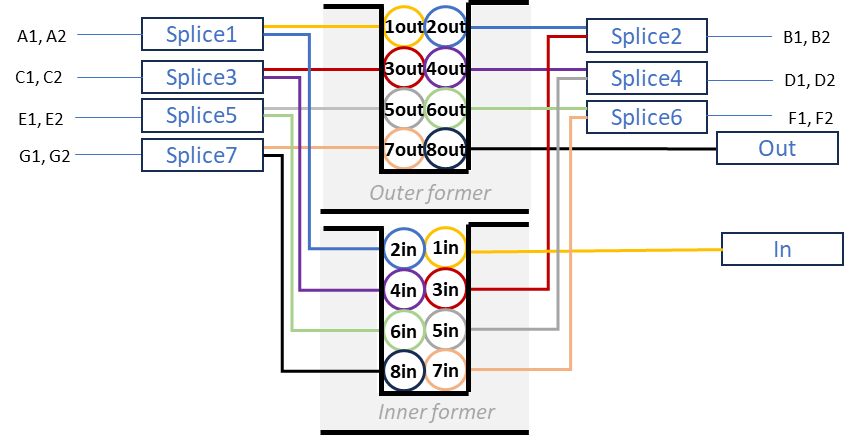 1out 2out
A1, A2 Splice1 Splice2 B1, B2
3out 4out
C1, C2 Splice3 Splice4 D1, D2
5out 6out
E1, E2 Splice5 Splice6 F1, F2
7out 8out
G1, G2 Splice7 Out
Outer former
2in 1in In
4in 3in
6in 5in
8in 7in
Inner former